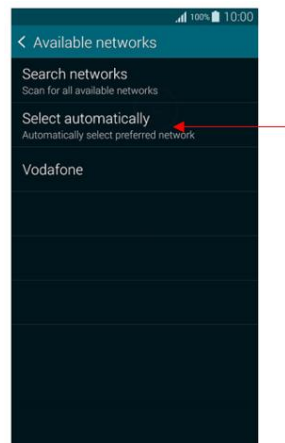 100% 10:00
< Available networks
Search networks
Scan for all available networks
Select automatically
Automatically select preferred network
Vodafone